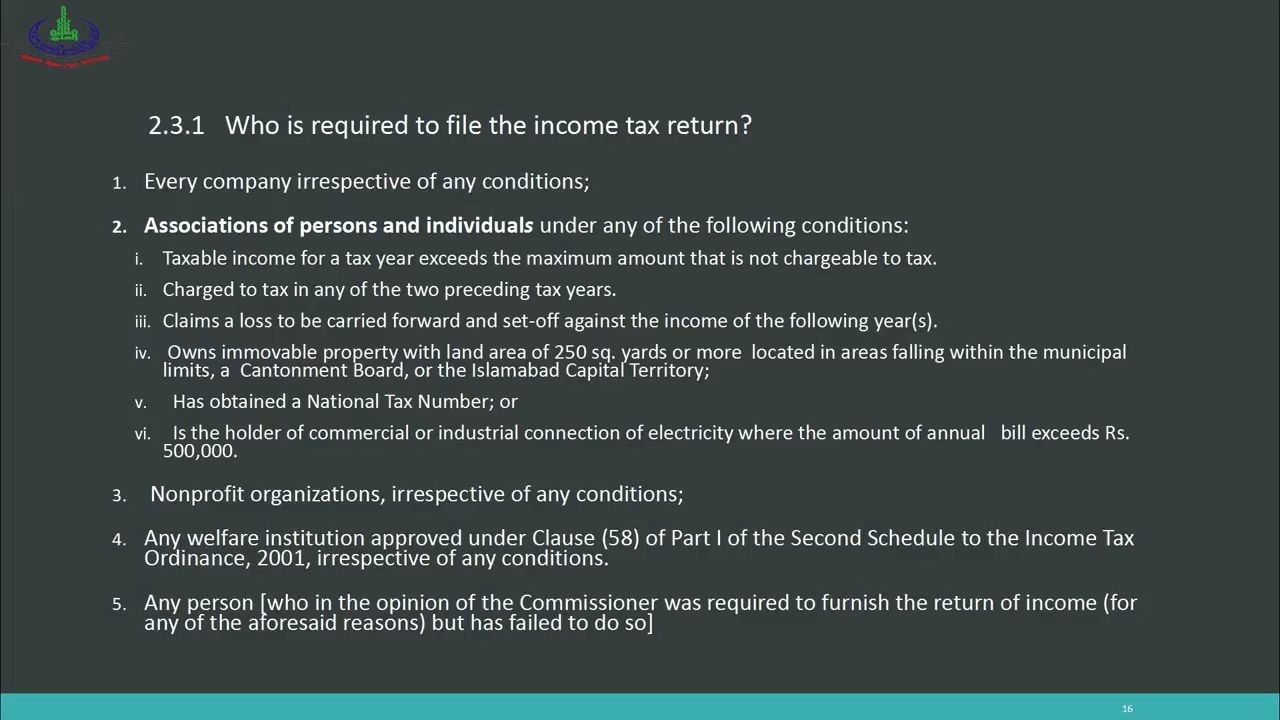 2.3.1 Who is required to file the income tax return?
1. Every company irrespective of any conditions;
2. Associations of persons and individuals under any of the following conditions:
i. Taxable income for a tax year exceeds the maximum amount that is not chargeable to tax.
ii. Charged to tax in any of the two preceding tax years.
iii. Claims a loss to be carried forward and set-off against the income of the following year(s).
iv. Owns immovable property with land area of 250 sq. yards or more located in areas falling within the municipal
limits, a Cantonment Board, or the Islamabad Capital Territory;
v. Has obtained a National Tax Number; or
vi. Is the holder of commercial or industrial connection of electricity where the amount of annual bill exceeds Rs.
500,000.
3. Nonprofit organizations, irrespective of any conditions;
4. Any welfare institution approved under Clause (58) of Part I of the Second Schedule to the Income Tax
Ordinance, 2001, irrespective of any conditions.
5. Any person [who in the opinion of the Commissioner was required to furnish the return of income (for
any of the aforesaid reasons) but has failed to do so]
16